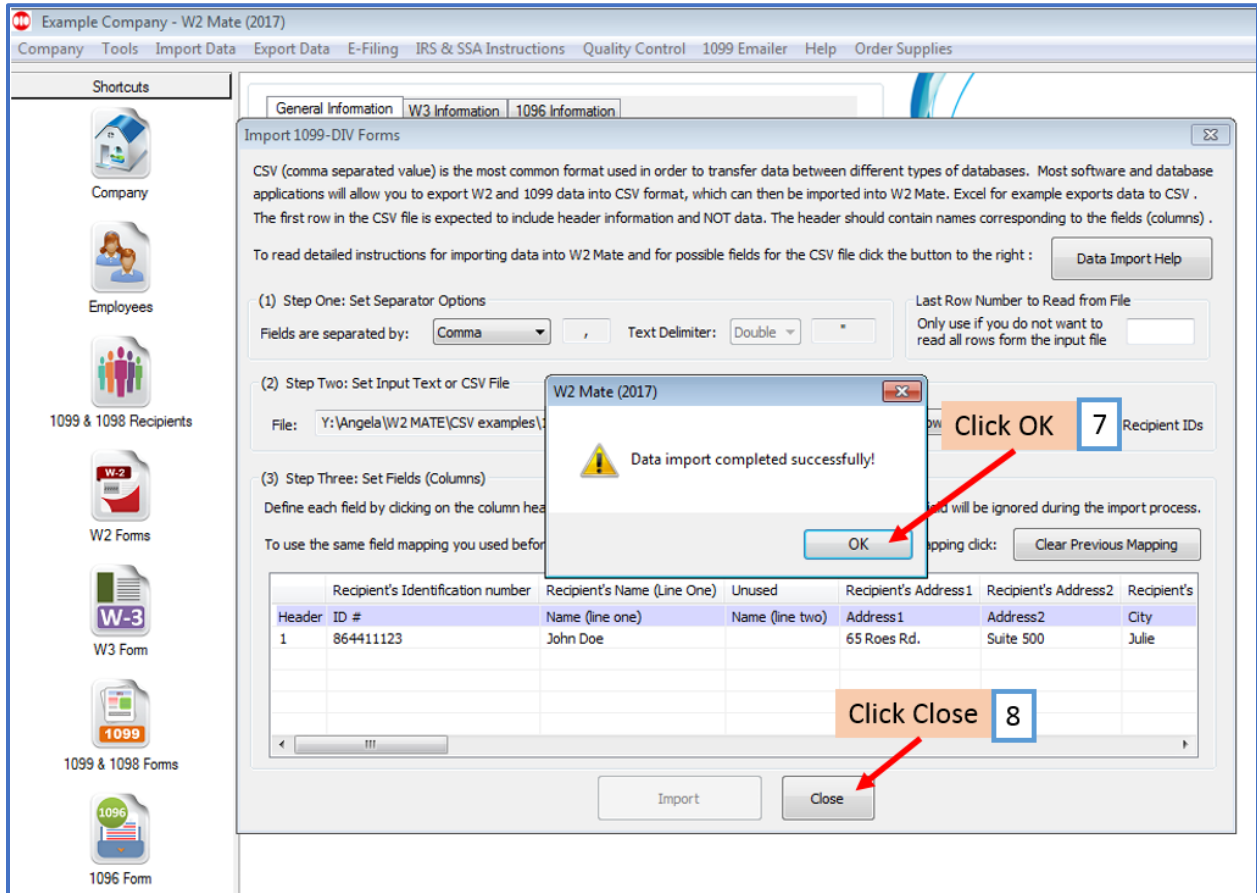 Example Company - W2 Mate (2017)
Company Tools Import Data Export Data E-Filing IRS & SSA Instructions Quality Control 1099 Emailer Help Order Supplies
Shortcuts
Company
Employees
1099 & 1098 Recipients
W-2
W2 Forms
W-3
W3 Form
1099
1099 & 1098 Forms
1096
1096 Form
General Information W3 Information 1096 Information
Import 1099-DIV Forms
CSV (comma separated value) is the most common format used in order to transfer data between different types of databases. Most software and database
applications will allow you to export W2 and 1099 data into CSV format, which can then be imported into W2 Mate. Excel for example exports data to CSV .
The first row in the CSV file is expected to include header information and NOT data. The header should contain names corresponding to the fields (columns) .
To read detailed instructions for importing data into W2 Mate and for possible fields for the CSV file click the button to the right : Data Import Help
(1) Step One: Set Separator Options
Fields are separated by: Comma , Text Delimiter: Double "
Last Row Number to Read from File
Only use if you do not want to
read all rows form the input file
(2) Step Two: Set Input Text or CSV File
File: Y:\Angela\W2 MATE\CSV examples\
Recipient IDs
W2 Mate (2017)
Data import completed successfully!
OK
Click OK 7
(3) Step Three: Set Fields (Columns)
Define each field by clicking on the column
will be ignored during the import process.
To use the same field mapping you used
click: Clear Previous Mapping
Recipient's Identification number Recipient's Name (Line One) Unused Recipient's Address1 Recipient's Address2 Recipient's
Header ID # Name (line one) Name (line two) Address1 Address2 City
1 864411123 John Doe 65 Roes Rd. Suite 500 Julie
Click Close 8
Import Close